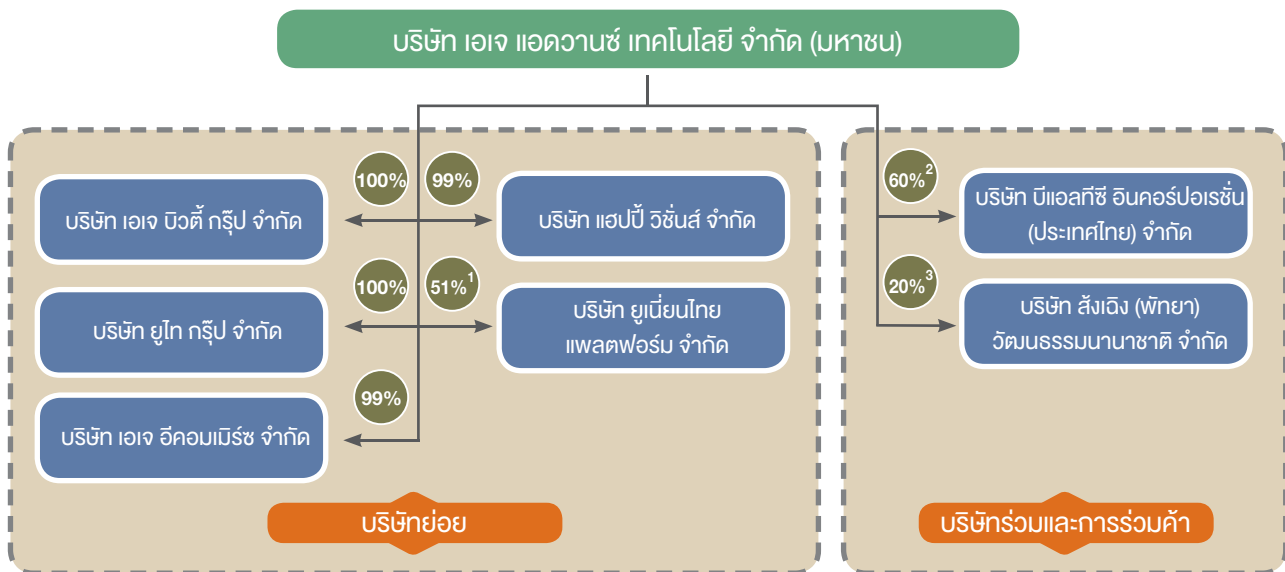 บริษัท เอเจ แอดวานซ์ เทคโนโลยี จำกัด (มหาชน)
100%
99%
บริษัท เอเจ บิวตี้ กรุ๊ป จำกัด
บริษัท แฮปปี้ วิชั่นส์ จำกัด
100%
51%¹
บริษัท ยูไท กรุ๊ป จำกัด
บริษัท ยูเนี่ยนไทย
แพลตฟอร์ม จำกัด
99%
บริษัท เอเจ อีคอมเมิร์ซ จำกัด
บริษัทย่อย
60%²
บริษัท บีแอลทีซี อินคอร์ปอเรชั่น
(ประเทศไทย) จำกัด
20%³
บริษัท สังเฉิง (พัทยา)
วัฒนธรรมนานาชาติ จำกัด
บริษัทร่วมและการร่วมค้า